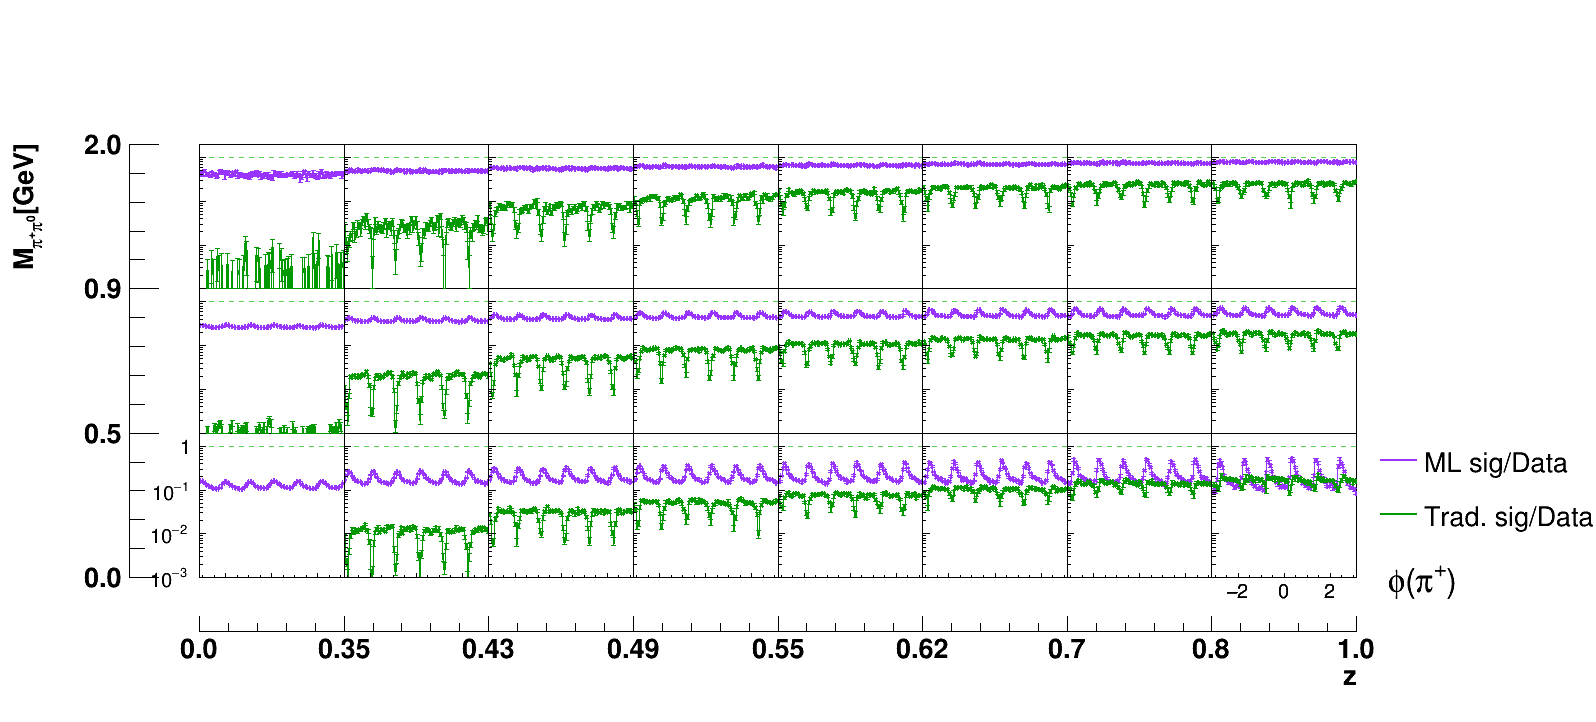 M_{π⁺π⁰}[GeV]
2.0
0.9
0.5
0.0
1
10⁻¹
10⁻²
10⁻³
ML sig/Data
Trad. sig/Data
−2 0 2
ϕ(π⁺)
0.0 0.35 0.43 0.49 0.55 0.62 0.7 0.8 1.0
z